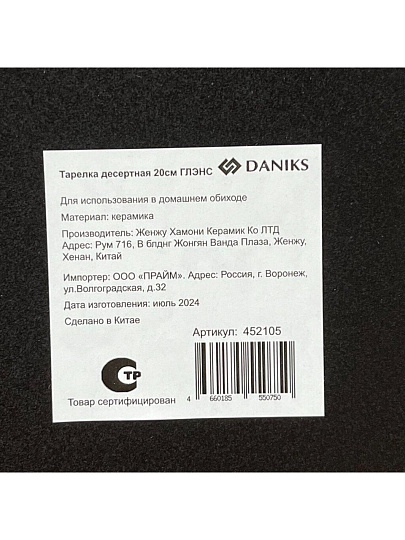 Тарелка десертная 20см ГЛЭНС DANIKS
Для использования в домашнем обиходе
Материал: керамика
Производитель: Женжу Хамони Керамик Ко ЛТД
Адрес: Рум 716, В блднг Жонгян Ванда Плаза, Женжу,
Хенан, Китай
Импортер: ООО «ПРАЙМ». Адрес: Россия, г. Воронеж,
ул.Волгоградская, д.32
Дата изготовления: июль 2024
Сделано в Китае
Артикул: 452105
ТР
Товар сертифицирован
4 660185 550750